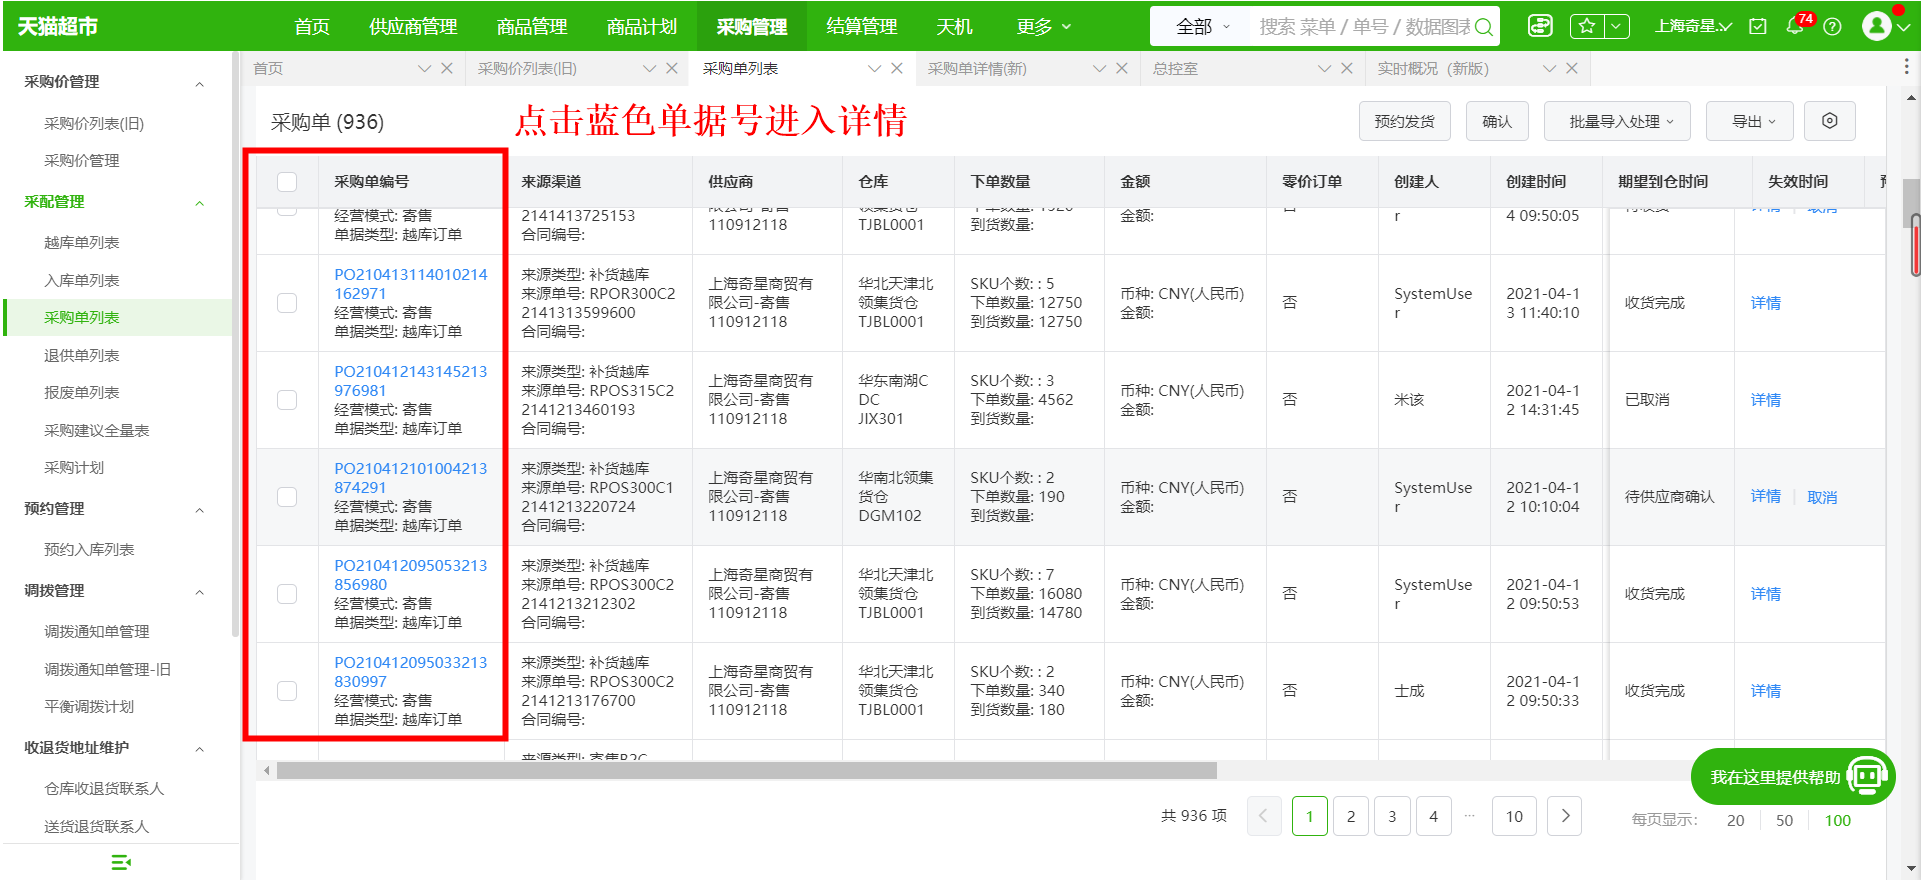 天猫超市
首页 供应商管理 商品管理 商品计划 采购管理 结算管理 天机 更多
全部 搜索 菜单 / 单号 / 数据图表
上海奇星 74
首页 采购价列表(旧) 采购单列表 采购单详情(新) 总控室 实时概况（新版）
采购价管理
采购价列表(旧)
采购价管理
采配管理
越库单列表
入库单列表
采购单列表
退供单列表
报废单列表
采购建议全量表
采购计划
预约管理
预约入库列表
调拨管理
调拨通知单管理
调拨通知单管理-旧
平衡调拨计划
收退货地址维护
仓库收退货联系人
送货退货联系人
采购单 (936)
点击蓝色单据号进入详情
预约发货 确认 批量导入处理 导出
采购单编号 来源渠道 供应商 仓库 下单数量 金额 零价订单 创建人 创建时间 期望到仓时间 失效时间
经营模式: 寄售
单据类型: 越库订单
2141413725153
合同编号:
110912118
TJBL0001
到货数量:
金额:
r
4 09:50:05
PO210413114010214
162971
经营模式: 寄售
单据类型: 越库订单
来源类型: 补货越库
来源单号: RPOR300C2
2141313599600
合同编号:
上海奇星商贸有
限公司-寄售
110912118
华北天津北
领集货仓
TJBL0001
SKU个数: : 5
下单数量: 12750
到货数量: 12750
币种: CNY(人民币)
金额:
否
SystemUse
r
2021-04-1
3 11:40:10
收货完成
详情
PO210412143145213
976981
经营模式: 寄售
单据类型: 越库订单
来源类型: 补货越库
来源单号: RPOS315C2
2141213460193
合同编号:
上海奇星商贸有
限公司-寄售
110912118
华东南湖C
DC
JIX301
SKU个数: : 3
下单数量: 4562
到货数量:
币种: CNY(人民币)
金额:
否
米该
2021-04-1
2 14:31:45
已取消
详情
PO210412101004213
874291
经营模式: 寄售
单据类型: 越库订单
来源类型: 补货越库
来源单号: RPOS300C1
2141213220724
合同编号:
上海奇星商贸有
限公司-寄售
110912118
华南北领集
货仓
DGM102
SKU个数: : 2
下单数量: 190
到货数量:
币种: CNY(人民币)
金额:
否
SystemUse
r
2021-04-1
2 10:10:04
待供应商确认
详情 取消
PO210412095053213
856980
经营模式: 寄售
单据类型: 越库订单
来源类型: 补货越库
来源单号: RPOS300C2
2141213212302
合同编号:
上海奇星商贸有
限公司-寄售
110912118
华北天津北
领集货仓
TJBL0001
SKU个数: : 7
下单数量: 16080
到货数量: 14780
币种: CNY(人民币)
金额:
否
SystemUse
r
2021-04-1
2 09:50:53
收货完成
详情
PO210412095033213
830997
经营模式: 寄售
单据类型: 越库订单
来源类型: 补货越库
来源单号: RPOS300C2
2141213176700
合同编号:
上海奇星商贸有
限公司-寄售
110912118
华北天津北
领集货仓
TJBL0001
SKU个数: : 2
下单数量: 340
到货数量: 180
币种: CNY(人民币)
金额:
否
士成
2021-04-1
2 09:50:33
收货完成
详情
我在这里提供帮助
共 936 项 1 2 3 4 ··· 10 每页显示: 20 50 100